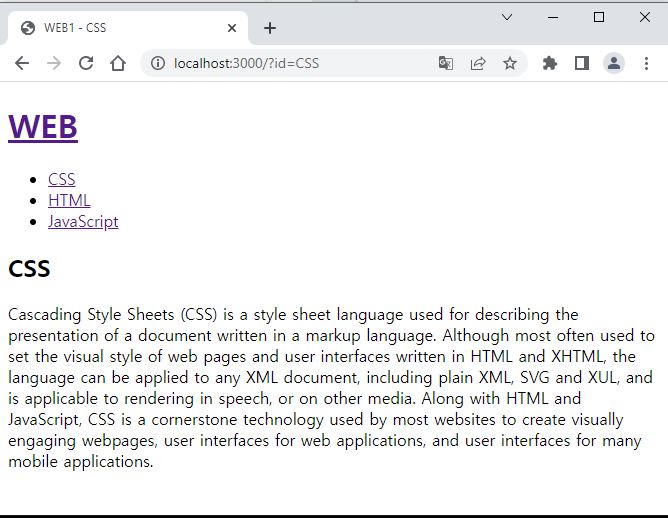 WEB1 - CSS
localhost:3000/?id=CSS
WEB
CSS
HTML
JavaScript
CSS
Cascading Style Sheets (CSS) is a style sheet language used for describing the
presentation of a document written in a markup language. Although most often used to
set the visual style of web pages and user interfaces written in HTML and XHTML, the
language can be applied to any XML document, including plain XML, SVG and XUL, and
is applicable to rendering in speech, or on other media. Along with HTML and
JavaScript, CSS is a cornerstone technology used by most websites to create visually
engaging webpages, user interfaces for web applications, and user interfaces for many
mobile applications.